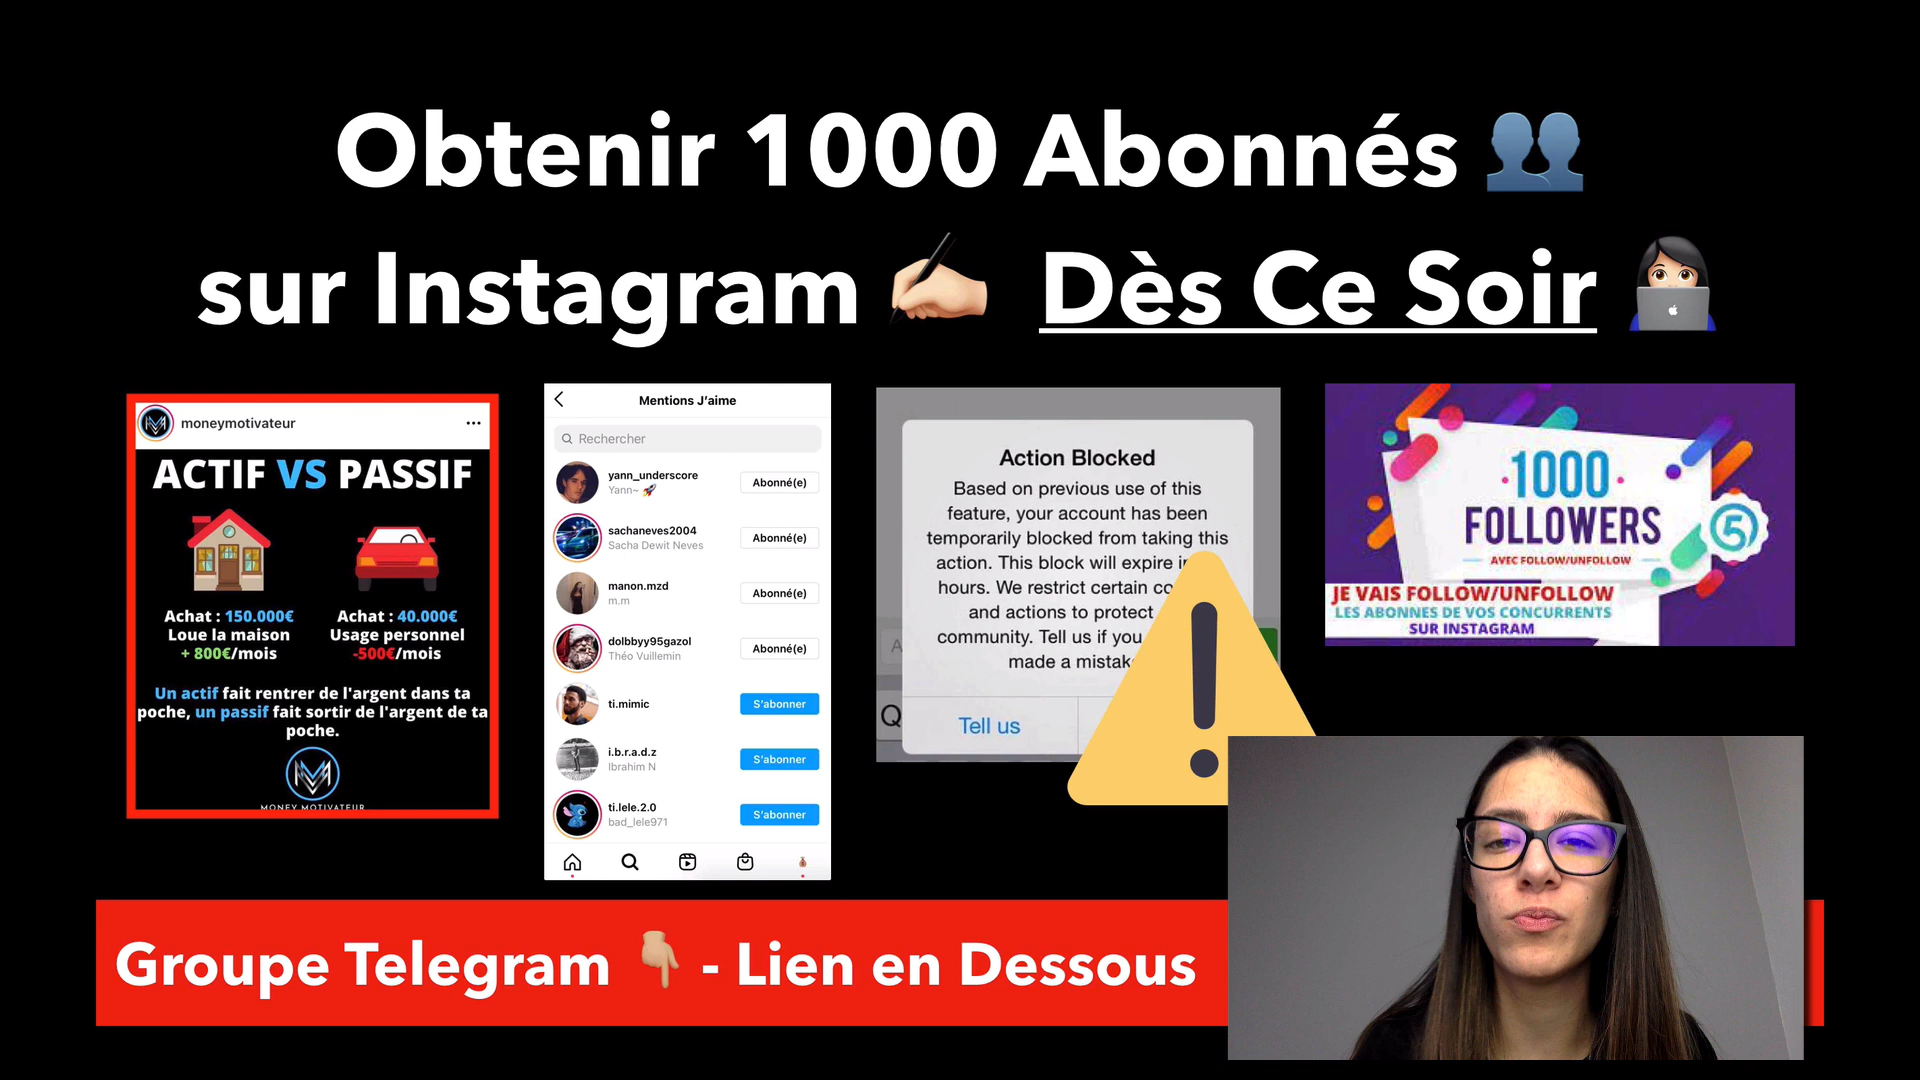 Obtenir 1000 Abonnés
sur Instagram Dès Ce Soir
moneymotivateur
ACTIF VS PASSIF
Achat : 150.000€
Loue la maison
+ 800€/mois
Achat : 40.000€
Usage personnel
-500€/mois
Un actif fait rentrer de l'argent dans ta
poche, un passif fait sortir de l'argent de ta
poche.
MONEY MOTIVATEUR
Mentions J'aime
Rechercher
yann_underscore
Yann~
Abonné(e)
sachaneves2004
Sacha Dewit Neves
Abonné(e)
manon.mzd
m.m
Abonné(e)
dolbbyy95gazol
Théo Vuillemin
Abonné(e)
ti.mimic
S'abonner
i.b.r.a.d.z
Ibrahim N
S'abonner
ti.lele.2.0
bad_lele971
S'abonner
Action Blocked
Based on previous use of this
feature, your account has been
temporarily blocked from taking this
action. This block will expire in
hours. We restrict certain
and actions to protect
community. Tell us if you
made a
Tell us
A
Q
1000
FOLLOWERS
AVEC FOLLOW/UNFOLLOW
5
JE VAIS FOLLOW/UNFOLLOW
LES ABONNES DE VOS CONCURRENTS
SUR INSTAGRAM
Groupe Telegram - Lien en Dessous